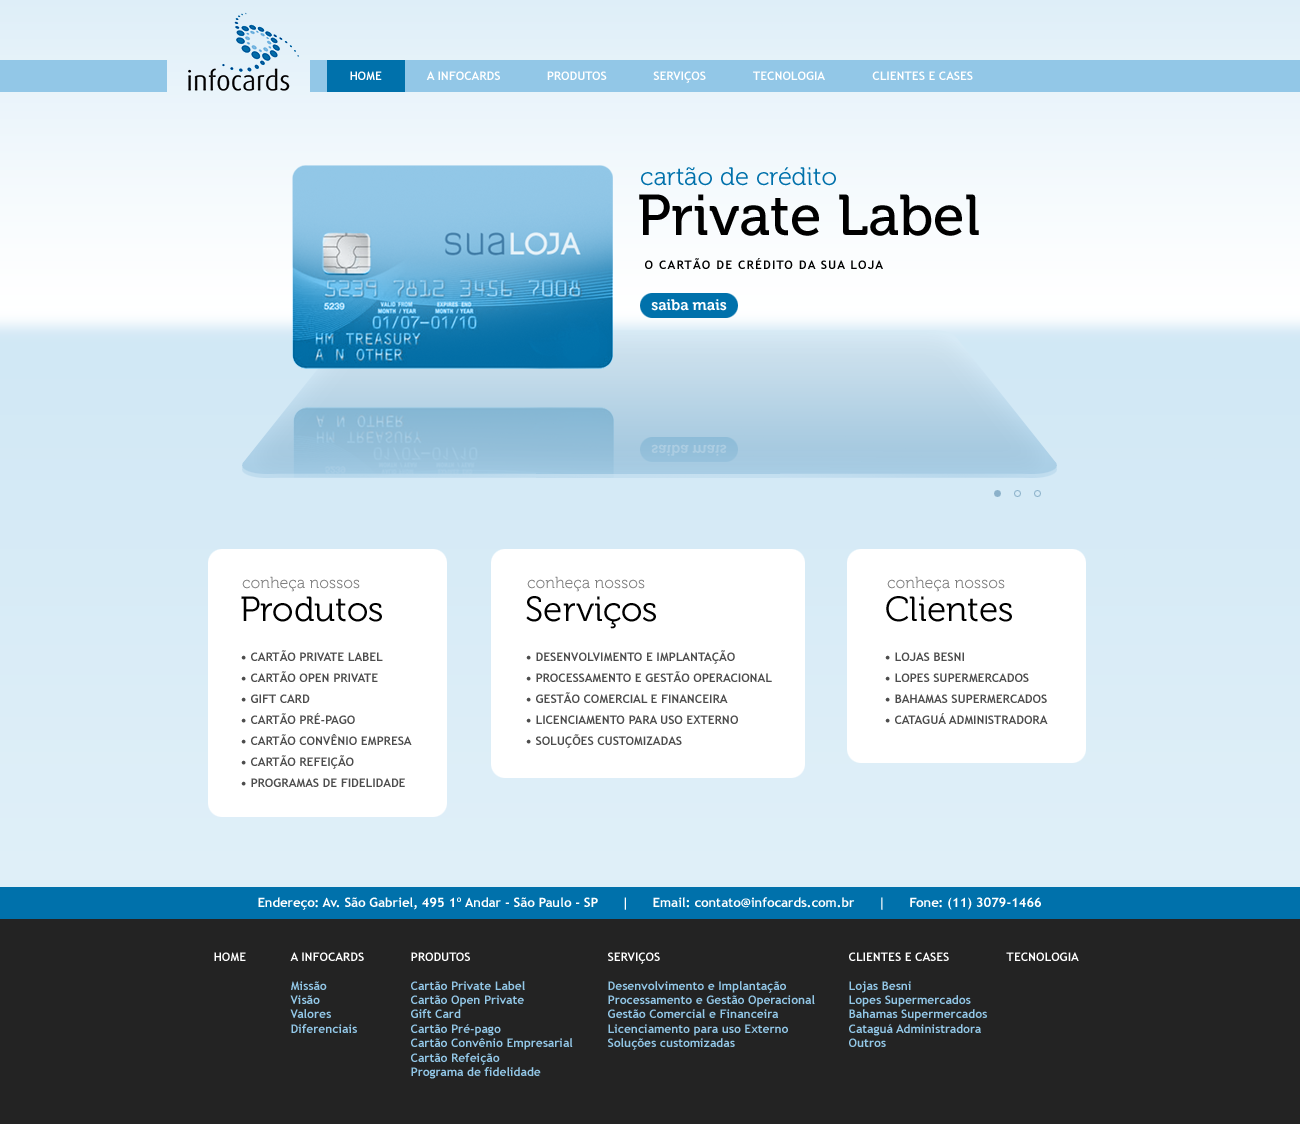 infocards
HOME
A INFOCARDS
PRODUTOS
SERVIÇOS
TECNOLOGIA
CLIENTES E CASES
cartão de crédito
Private Label
O CARTÃO DE CRÉDITO DA SUA LOJA
saiba mais
suaLOJA
5239 7812 3456 7008
5239
VALID FROM MONTH / YEAR
EXPIRES END MONTH / YEAR
01/07-01/10
HM TREASURY
A N OTHER
conheça nossos
Produtos
• CARTÃO PRIVATE LABEL
• CARTÃO OPEN PRIVATE
• GIFT CARD
• CARTÃO PRÉ-PAGO
• CARTÃO CONVÊNIO EMPRESA
• CARTÃO REFEIÇÃO
• PROGRAMAS DE FIDELIDADE
conheça nossos
Serviços
• DESENVOLVIMENTO E IMPLANTAÇÃO
• PROCESSAMENTO E GESTÃO OPERACIONAL
• GESTÃO COMERCIAL E FINANCEIRA
• LICENCIAMENTO PARA USO EXTERNO
• SOLUÇÕES CUSTOMIZADAS
conheça nossos
Clientes
• LOJAS BESNI
• LOPES SUPERMERCADOS
• BAHAMAS SUPERMERCADOS
• CATAGUÁ ADMINISTRADORA
Endereço: Av. São Gabriel, 495 1º Andar - São Paulo - SP | Email: contato@infocards.com.br | Fone: (11) 3079-1466
HOME
A INFOCARDS
Missão
Visão
Valores
Diferenciais
PRODUTOS
Cartão Private Label
Cartão Open Private
Gift Card
Cartão Pré-pago
Cartão Convênio Empresarial
Cartão Refeição
Programa de fidelidade
SERVIÇOS
Desenvolvimento e Implantação
Processamento e Gestão Operacional
Gestão Comercial e Financeira
Licenciamento para uso Externo
Soluções customizadas
CLIENTES E CASES
Lojas Besni
Lopes Supermercados
Bahamas Supermercados
Cataguá Administradora
Outros
TECNOLOGIA